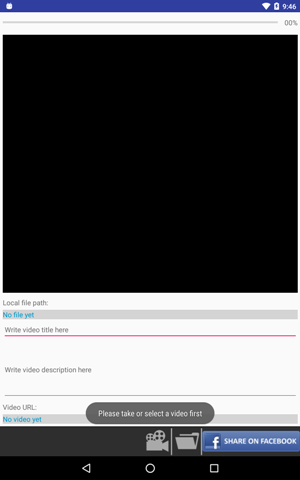 9:46
00%
Local file path:
No file yet
Write video title here
Write video description here
Video URL:
No video yet
Please take or select a video first
f SHARE ON FACEBOOK